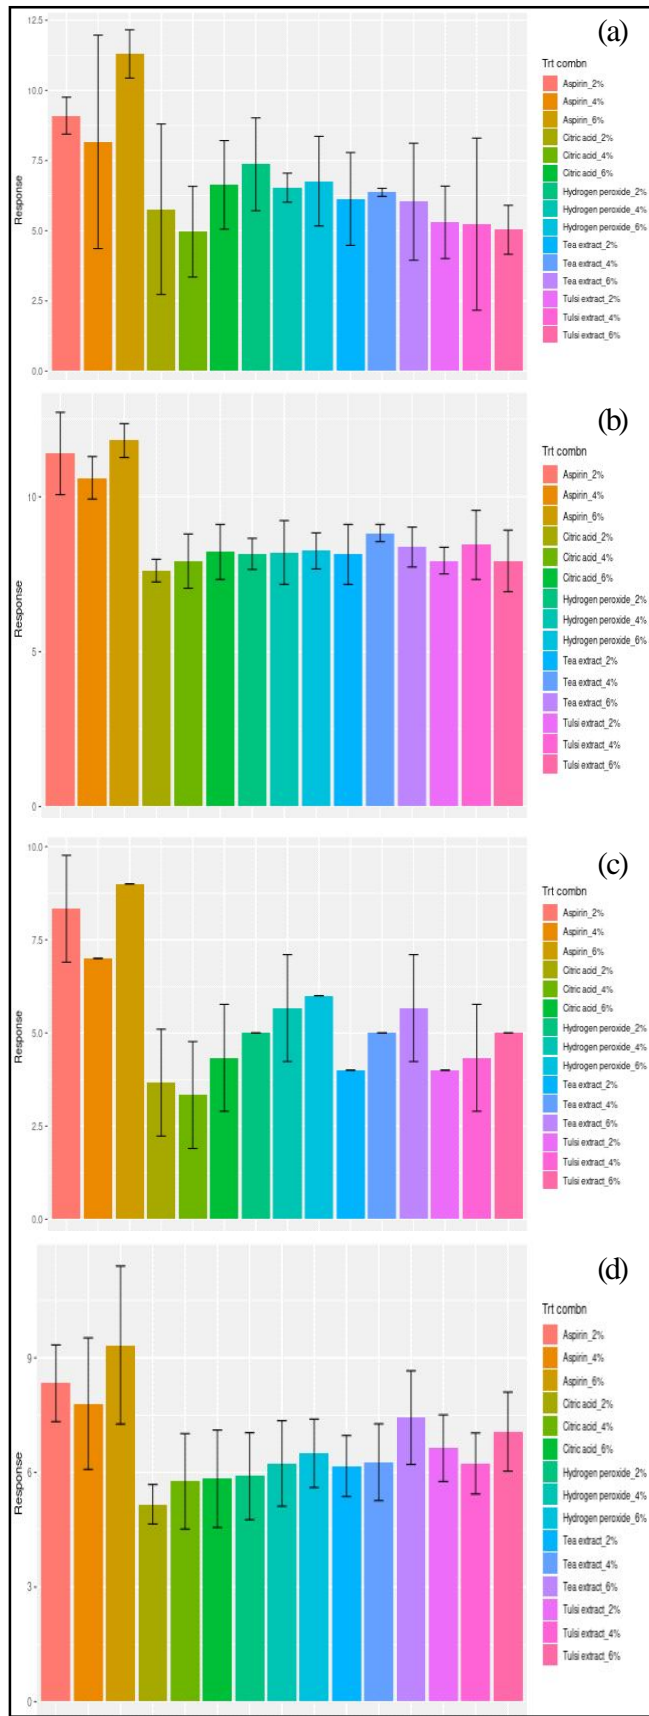 (a)
12.5
10.0
7.5
5.0
2.5
0.0
Response
Trt combn
Aspirin_2%
Aspirin_4%
Aspirin_6%
Citric acid_2%
Citric acid_4%
Citric acid_6%
Hydrogen peroxide_2%
Hydrogen peroxide_4%
Hydrogen peroxide_6%
Tea extract_2%
Tea extract_4%
Tea extract_6%
Tulsi extract_2%
Tulsi extract_4%
Tulsi extract_6%
(b)
10
5
0
Response
Trt combn
Aspirin_2%
Aspirin_4%
Aspirin_6%
Citric acid_2%
Citric acid_4%
Citric acid_6%
Hydrogen peroxide_2%
Hydrogen peroxide_4%
Hydrogen peroxide_6%
Tea extract_2%
Tea extract_4%
Tea extract_6%
Tulsi extract_2%
Tulsi extract_4%
Tulsi extract_6%
(c)
10.0
7.5
5.0
2.5
0.0
Response
Trt combn
Aspirin_2%
Aspirin_4%
Aspirin_6%
Citric acid_2%
Citric acid_4%
Citric acid_6%
Hydrogen peroxide_2%
Hydrogen peroxide_4%
Hydrogen peroxide_6%
Tea extract_2%
Tea extract_4%
Tea extract_6%
Tulsi extract_2%
Tulsi extract_4%
Tulsi extract_6%
(d)
9
6
3
0
Response
Trt combn
Aspirin_2%
Aspirin_4%
Aspirin_6%
Citric acid_2%
Citric acid_4%
Citric acid_6%
Hydrogen peroxide_2%
Hydrogen peroxide_4%
Hydrogen peroxide_6%
Tea extract_2%
Tea extract_4%
Tea extract_6%
Tulsi extract_2%
Tulsi extract_4%
Tulsi extract_6%